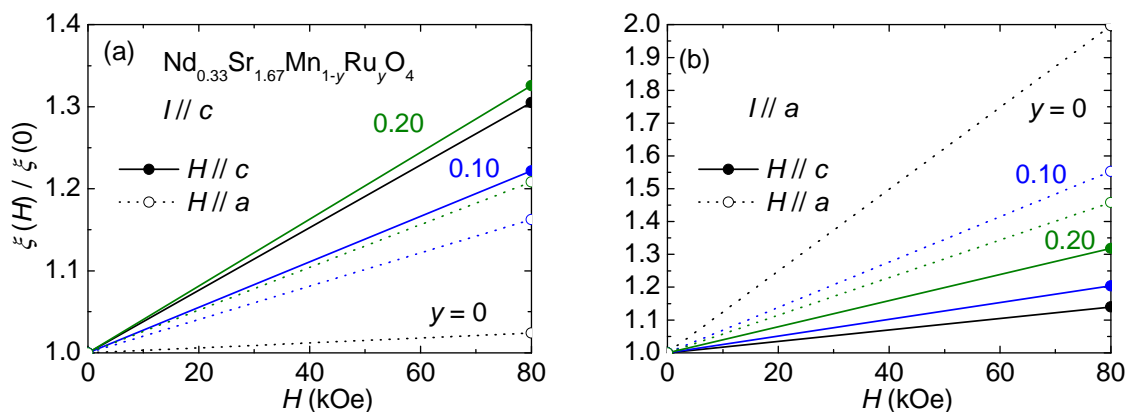 (a) Nd0.33Sr1.67Mn1-yRuyO4
I // c
0.20
H // c
H // a
0.10
y = 0
1.4
1.3
1.2
1.1
1.0
ξ (H) / ξ (0)
0 20 40 60 80
H (kOe)
(b)
I // a
y = 0
H // c
H // a
0.10
0.20
2.0
1.9
1.8
1.7
1.6
1.5
1.4
1.3
1.2
1.1
1.0
0 20 40 60 80
H (kOe)